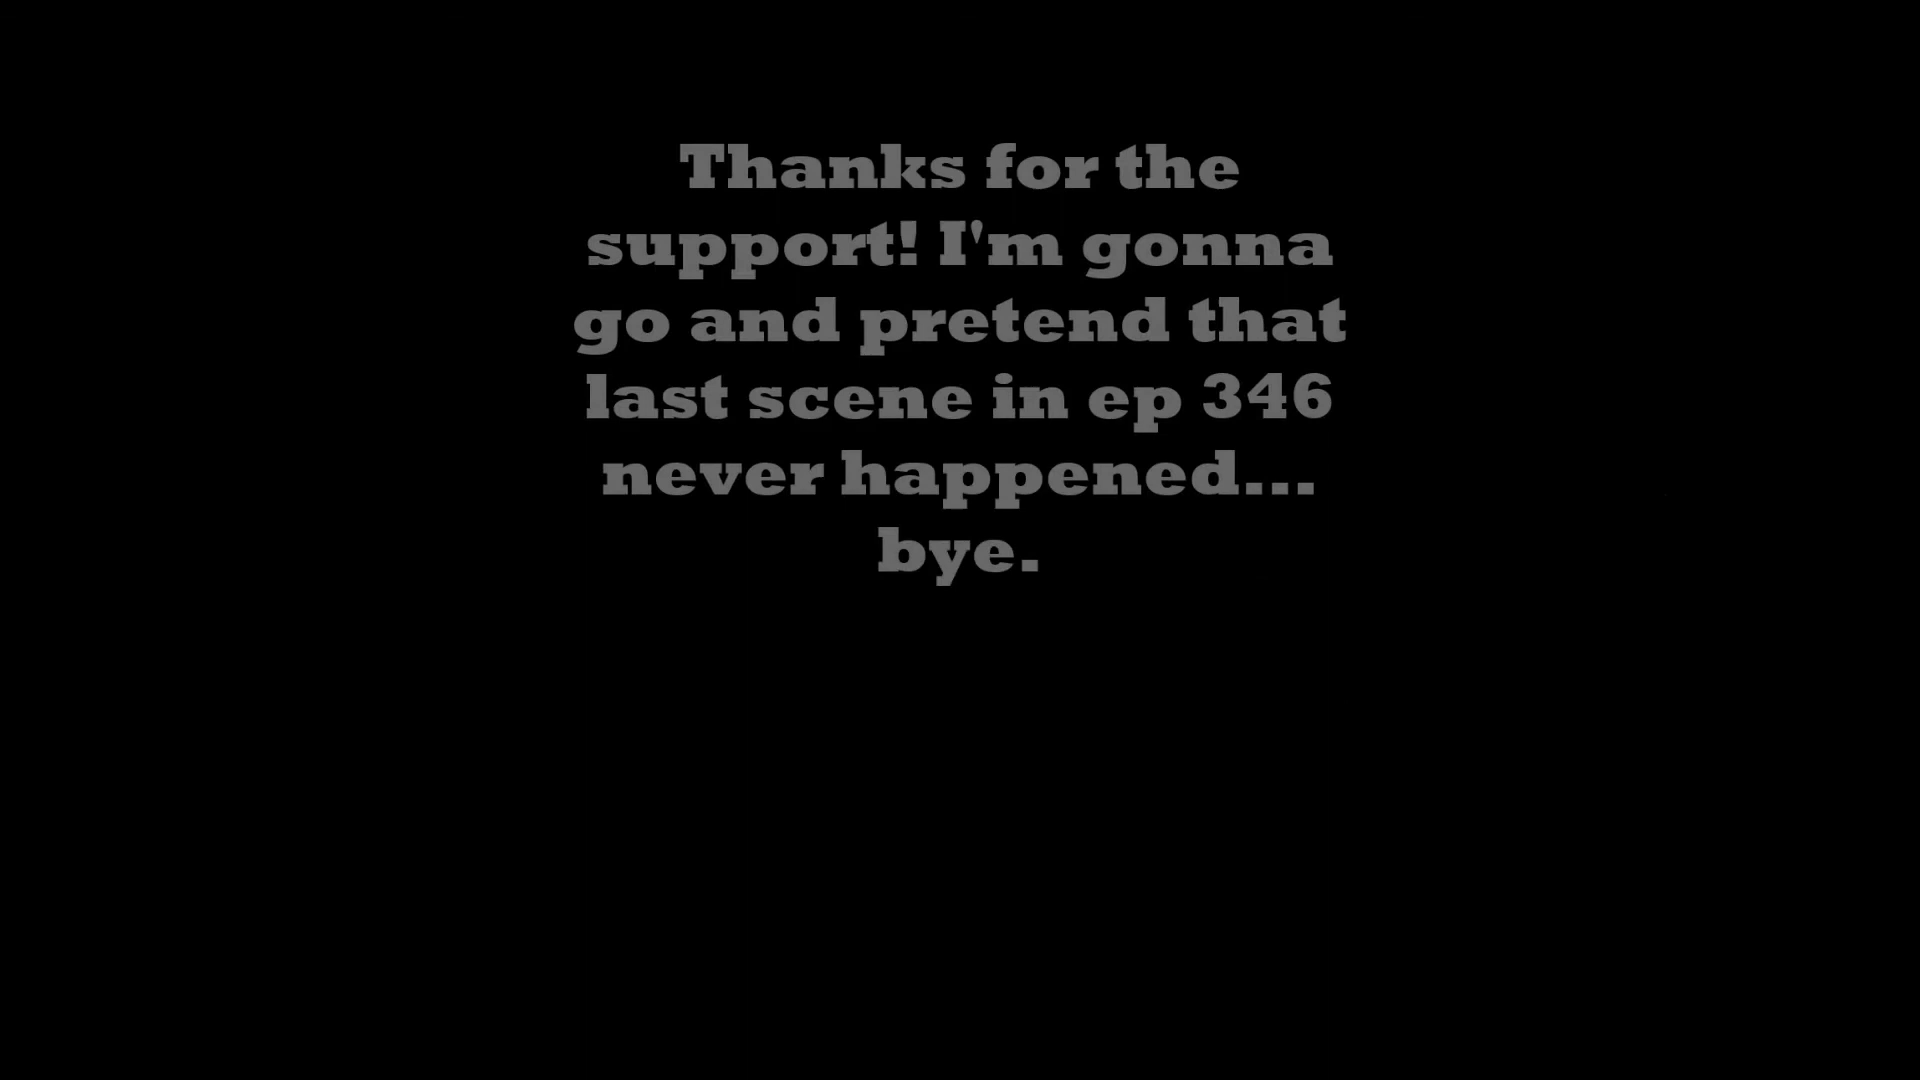 Thanks for the
support! I'm gonna
go and pretend that
last scene in ep 346
never happened...
bye.